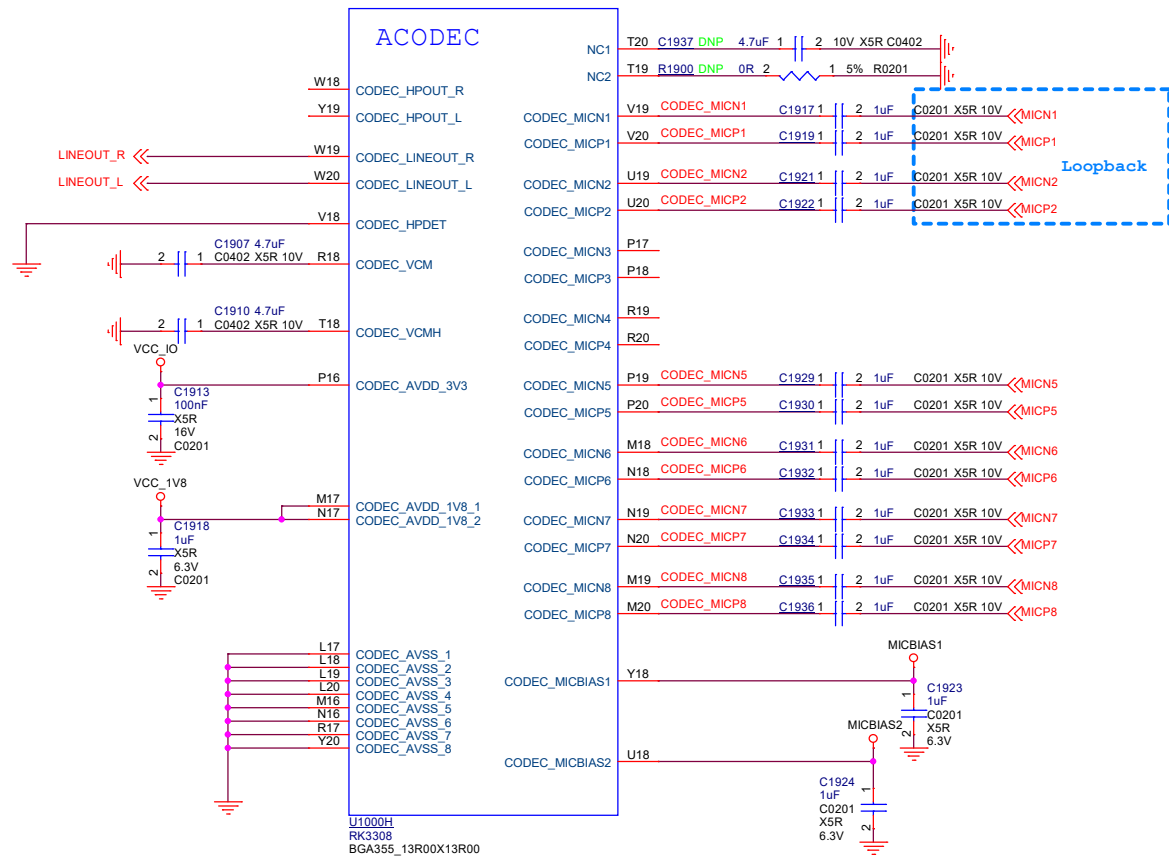 ACODEC
T20 C1937 DNP 4.7uF 1 2 10V X5R C0402
NC1
T19 R1900 DNP 0R 2 1 5% R0201
NC2
W18 CODEC_HPOUT_R
Y19 CODEC_HPOUT_L
LINEOUT_R W19 CODEC_LINEOUT_R
LINEOUT_L W20 CODEC_LINEOUT_L
V18 CODEC_HPDET
C1907 4.7uF
2 1 C0402 X5R 10V R18 CODEC_VCM
C1910 4.7uF
2 1 C0402 X5R 10V T18 CODEC_VCMH
VCC_IO
P16 CODEC_AVDD_3V3
1 C1913
100nF
X5R
2 16V
C0201
VCC_1V8
M17 CODEC_AVDD_1V8_1
N17 CODEC_AVDD_1V8_2
1 C1918
1uF
X5R
2 6.3V
C0201
L17 CODEC_AVSS_1
L18 CODEC_AVSS_2
L19 CODEC_AVSS_3
L20 CODEC_AVSS_4
M16 CODEC_AVSS_5
N16 CODEC_AVSS_6
R17 CODEC_AVSS_7
Y20 CODEC_AVSS_8
CODEC_MICN1 V19 CODEC_MICN1 C1917 1 2 1uF C0201 X5R 10V MICN1
CODEC_MICP1 V20 CODEC_MICP1 C1919 1 2 1uF C0201 X5R 10V MICP1
Loopback
CODEC_MICN2 U19 CODEC_MICN2 C1921 1 2 1uF C0201 X5R 10V MICN2
CODEC_MICP2 U20 CODEC_MICP2 C1922 1 2 1uF C0201 X5R 10V MICP2
CODEC_MICN3 P17
CODEC_MICP3 P18
CODEC_MICN4 R19
CODEC_MICP4 R20
CODEC_MICN5 P19 CODEC_MICN5 C1929 1 2 1uF C0201 X5R 10V MICN5
CODEC_MICP5 P20 CODEC_MICP5 C1930 1 2 1uF C0201 X5R 10V MICP5
CODEC_MICN6 M18 CODEC_MICN6 C1931 1 2 1uF C0201 X5R 10V MICN6
CODEC_MICP6 N18 CODEC_MICP6 C1932 1 2 1uF C0201 X5R 10V MICP6
CODEC_MICN7 N19 CODEC_MICN7 C1933 1 2 1uF C0201 X5R 10V MICN7
CODEC_MICP7 N20 CODEC_MICP7 C1934 1 2 1uF C0201 X5R 10V MICP7
CODEC_MICN8 M19 CODEC_MICN8 C1935 1 2 1uF C0201 X5R 10V MICN8
CODEC_MICP8 M20 CODEC_MICP8 C1936 1 2 1uF C0201 X5R 10V MICP8
MICBIAS1
CODEC_MICBIAS1 Y18
1 C1923
1uF
C0201
X5R
2 6.3V
MICBIAS2
CODEC_MICBIAS2 U18
C1924 1
1uF
C0201
X5R 2
6.3V
U1000H
RK3308
BGA355_13R00X13R00